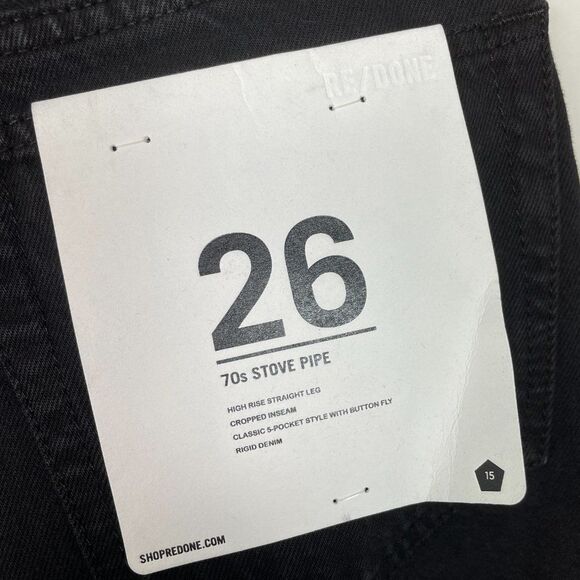 RE/DONE
26
70s STOVE PIPE
HIGH RISE STRAIGHT LEG
CROPPED INSEAM
CLASSIC 5-POCKET STYLE WITH BUTTON FLY
RIGID DENIM
15
SHOPREDONE.COM